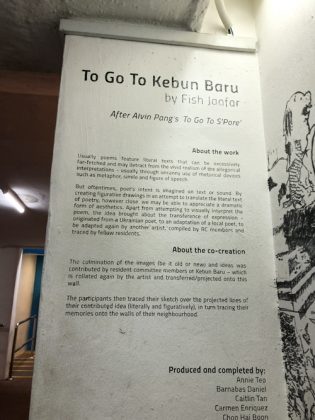 To Go To Kebun Baru
by Fish Jaafar
After Alvin Pang's 'To Go To S'Pore'
About the work
Usually poems feature literal texts that can be excessively
far-fetched and may detract from the vivid realism of the allegorical
interpretations – usually through uncanny use of rhetorical devices
such as metaphor, simile and figure of speech.
But oftentimes, poet's intent is imagined on text or sound. By
creating figurative drawings in an attempt to translate the literal text
of poetry, however close we may be able to appreciate a dramatic
form of aesthetics. Apart from attempting to visually interpret the
poem, the idea brought about the transference of expression -
originated from a Ukrainian poet, to an adaptation of a local poet, to
be adapted again by another artist, compiled by RC members and
traced by fellow residents.
About the co-creation
The culmination of the images (be it old or new) and ideas was
contributed by resident committee members of Kebun Baru – which
is collated again by the artist and transferred/projected onto this
wall.
The participants then traced their sketch over the projected lines of
their contributed idea (literally and figuratively), in turn tracing their
memories onto the walls of their neighbourhood.
Produced and completed by:
Annie Teo
Barnabas Daniel
Caitlin Tan
Carmen Enriquez
Chon Hai Boon